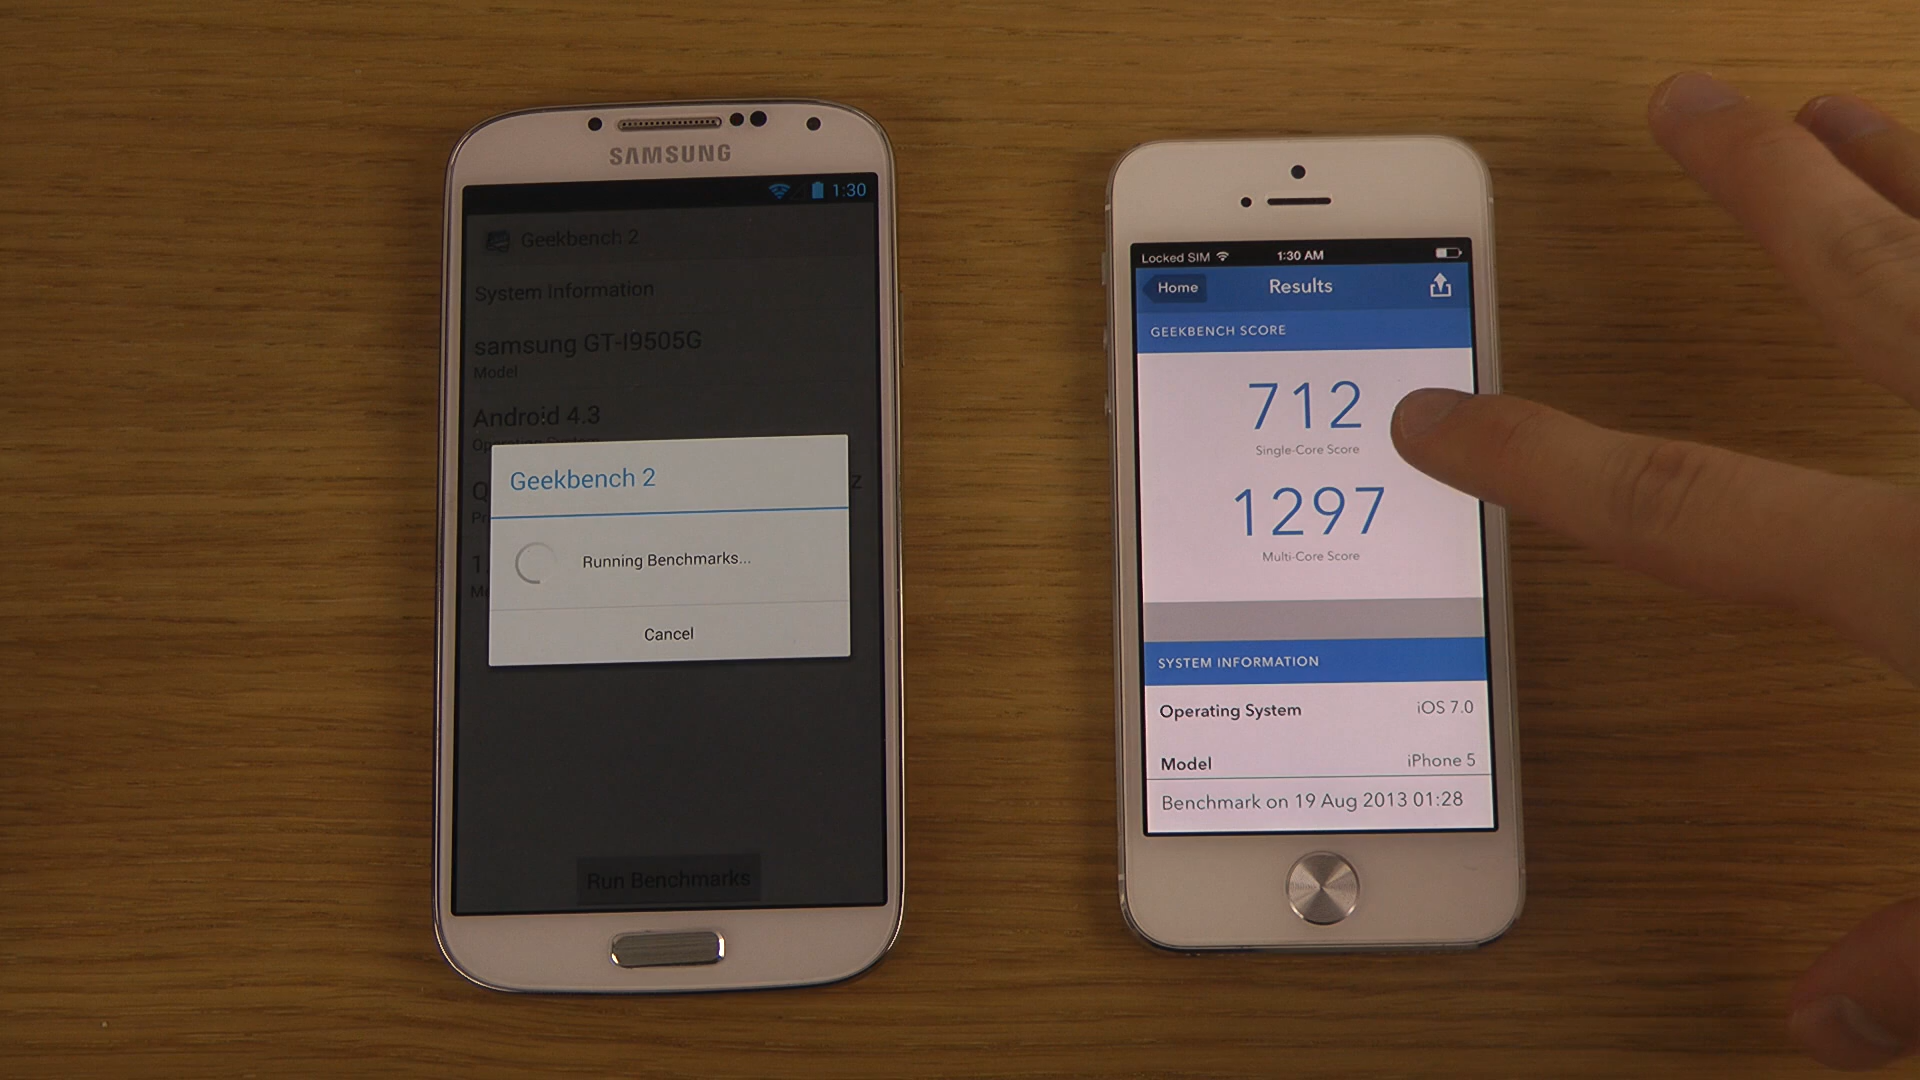 SAMSUNG
1:30
Geekbench 2
System Information
samsung GT-I9505G
Model
Android 4.3
Geekbench 2
Running Benchmarks...
Cancel
Run Benchmarks
Locked SIM 1:30 AM
Home Results
GEEKBENCH SCORE
712
Single-Core Score
1297
Multi-Core Score
SYSTEM INFORMATION
Operating System iOS 7.0
Model iPhone 5
Benchmark on 19 Aug 2013 01:28